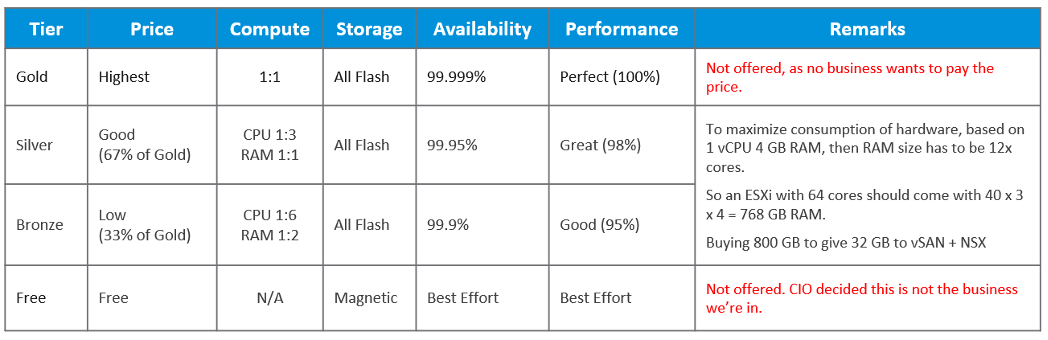 Tier Price Compute Storage Availability Performance Remarks
Gold Highest 1:1 All Flash 99.999% Perfect (100%)
Not offered, as no business wants to pay the
price.
Silver
Good
(67% of Gold)
CPU 1:3
RAM 1:1
All Flash 99.95% Great (98%)
To maximize consumption of hardware, based on
1 vCPU 4 GB RAM, then RAM size has to be 12x
cores.
So an ESXi with 64 cores should come with 40 x 3
x 4 = 768 GB RAM.
Buying 800 GB to give 32 GB to vSAN + NSX
Bronze
Low
(33% of Gold)
CPU 1:6
RAM 1:2
All Flash 99.9% Good (95%)
Free Free N/A Magnetic Best Effort Best Effort
Not offered. CIO decided this is not the business
we’re in.